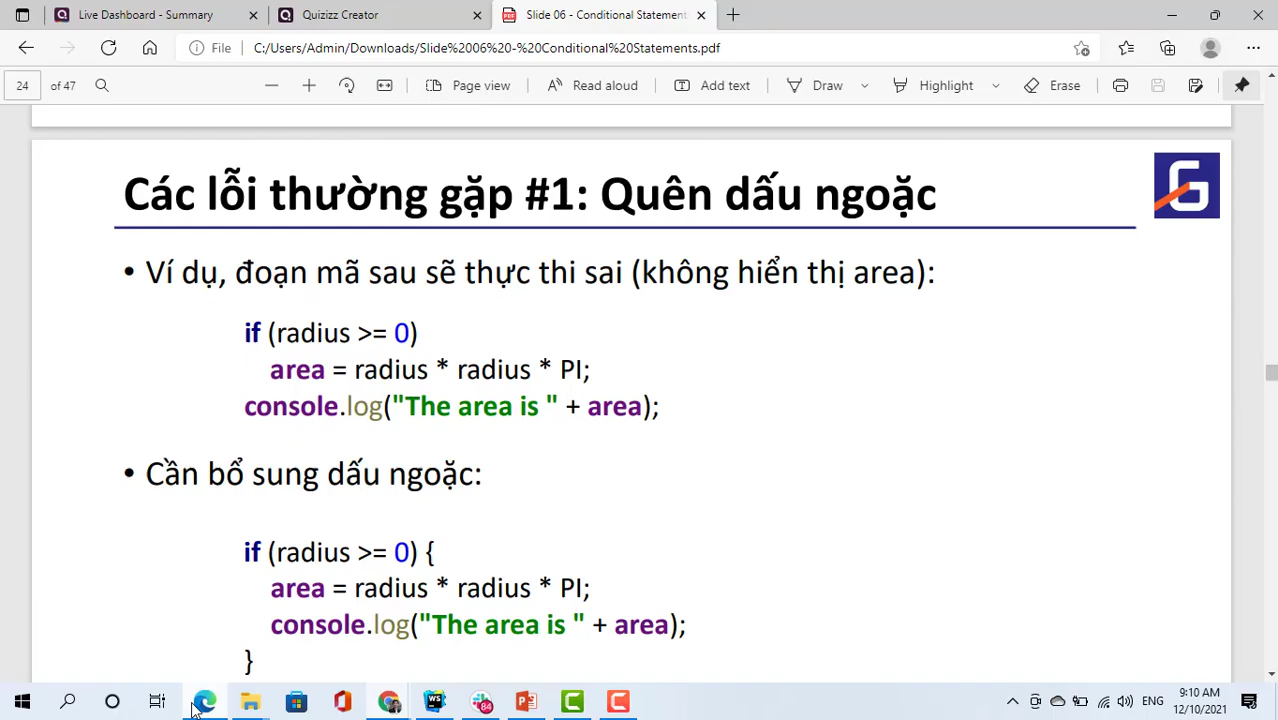 Live Dashboard - Summary
Quizizz Creator
Slide 06 - Conditional Statement
File
C:/Users/Admin/Downloads/Slide%2006%20-%20Conditional%20Statements.pdf
24 of 47
Page view
Read aloud
Add text
Draw
Highlight
Erase
Các lỗi thường gặp #1: Quên dấu ngoặc
• Ví dụ, đoạn mã sau sẽ thực thi sai (không hiển thị area):
if (radius >= 0)
area = radius * radius * PI;
console.log("The area is " + area);
• Cần bổ sung dấu ngoặc:
if (radius >= 0) {
area = radius * radius * PI;
console.log("The area is " + area);
}
WS
84
ENG
9:10 AM
12/10/2021